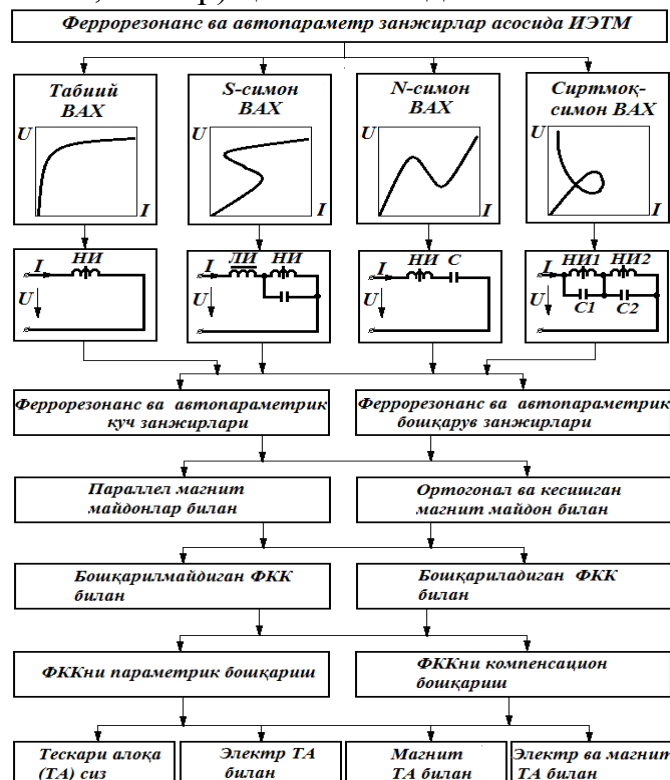 Феррорезонанс ва автопараметр занжирлар асосида ИЭТМ
Табиий
ВАХ
U
I
S-симон
ВАХ
U
I
N-симон
ВАХ
U
I
Сиртмоқ-
симон ВАХ
U
I
I
НИ
U
I
ЛИ
НИ
U
I
НИ
С
U
I
НИ1
НИ2
С1
С2
U
Феррорезонанс ва автопараметрик
куч занжирлари
Феррорезонанс ва автопараметрик
бошқарув занжирлари
Параллел магнит
майдонлар билан
Ортогонал ва кесишган
магнит майдон билан
Бошқарилмайдиган ФКК
билан
Бошқариладиган ФКК
билан
ФККни параметрик бошқариш
ФККни компенсацион
бошқариш
Тескари алоқа
(ТА) сиз
Электр ТА
билан
Магнит
ТА билан
Электр ва магнит
ТА билан